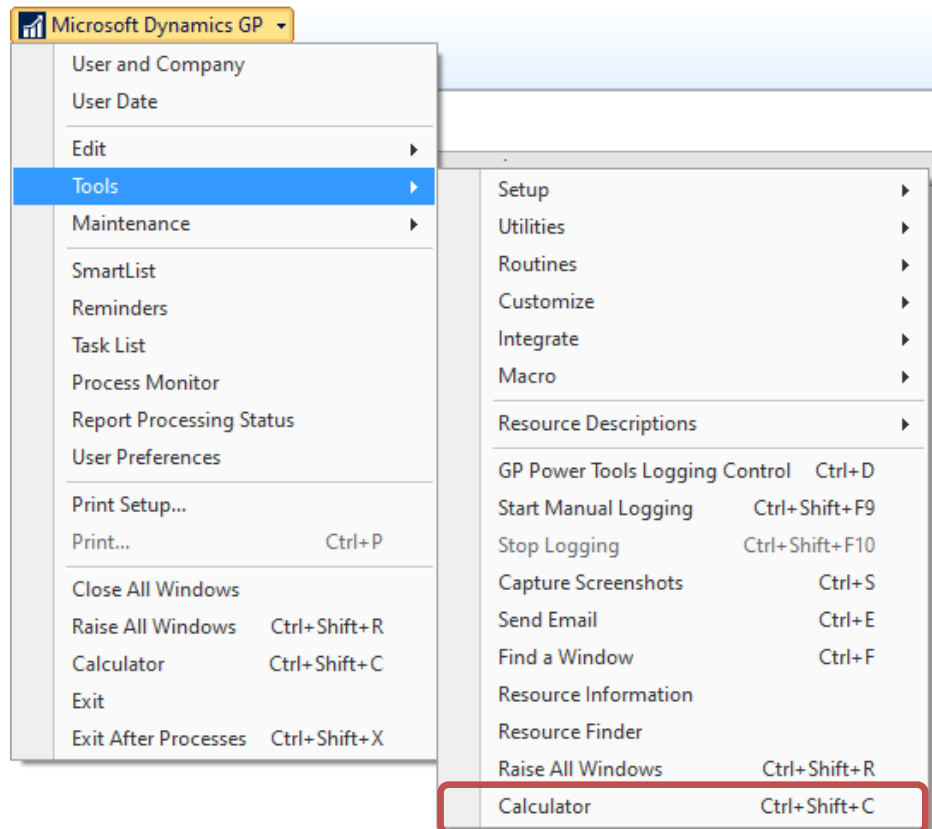 Microsoft Dynamics GP
User and Company
User Date
Edit
Tools
Maintenance
SmartList
Reminders
Task List
Process Monitor
Report Processing Status
User Preferences
Print Setup...
Print... Ctrl+P
Close All Windows
Raise All Windows Ctrl+Shift+R
Calculator Ctrl+Shift+C
Exit
Exit After Processes Ctrl+Shift+X
Setup
Utilities
Routines
Customize
Integrate
Macro
Resource Descriptions
GP Power Tools Logging Control Ctrl+D
Start Manual Logging Ctrl+Shift+F9
Stop Logging Ctrl+Shift+F10
Capture Screenshots Ctrl+S
Send Email Ctrl+E
Find a Window Ctrl+F
Resource Information
Resource Finder
Raise All Windows Ctrl+Shift+R
Calculator Ctrl+Shift+C